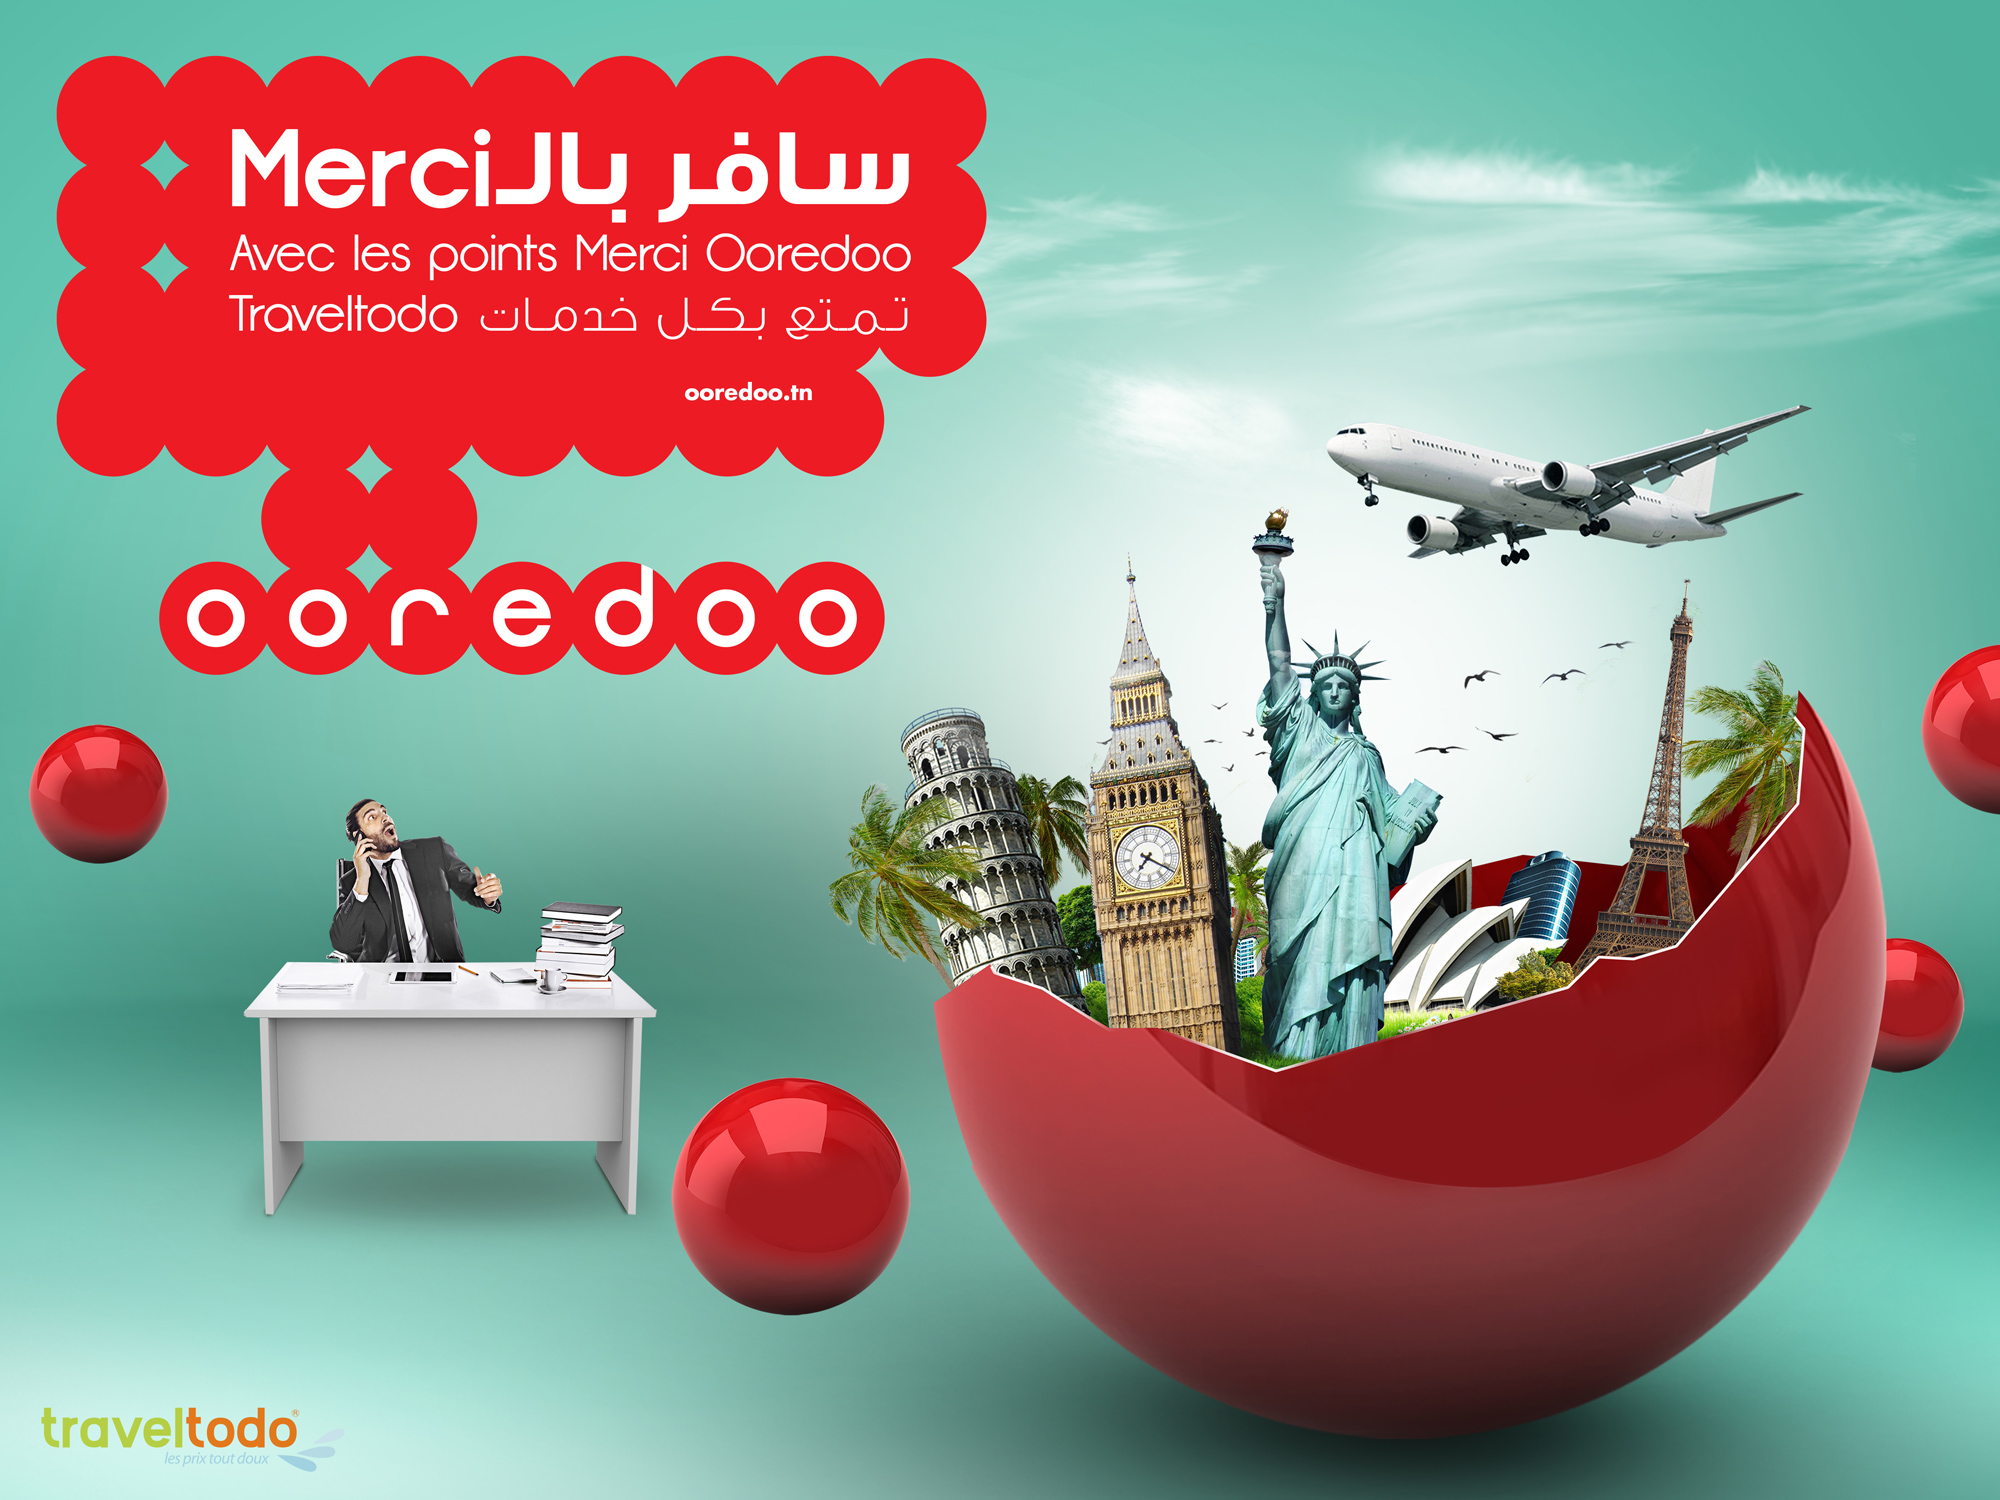 سافر بالـMerci
Avec les points Merci Ooredoo
تمتع بكل خدمات Traveltodo
ooredoo.tn
ooredoo
traveltodo®
les prix tout doux